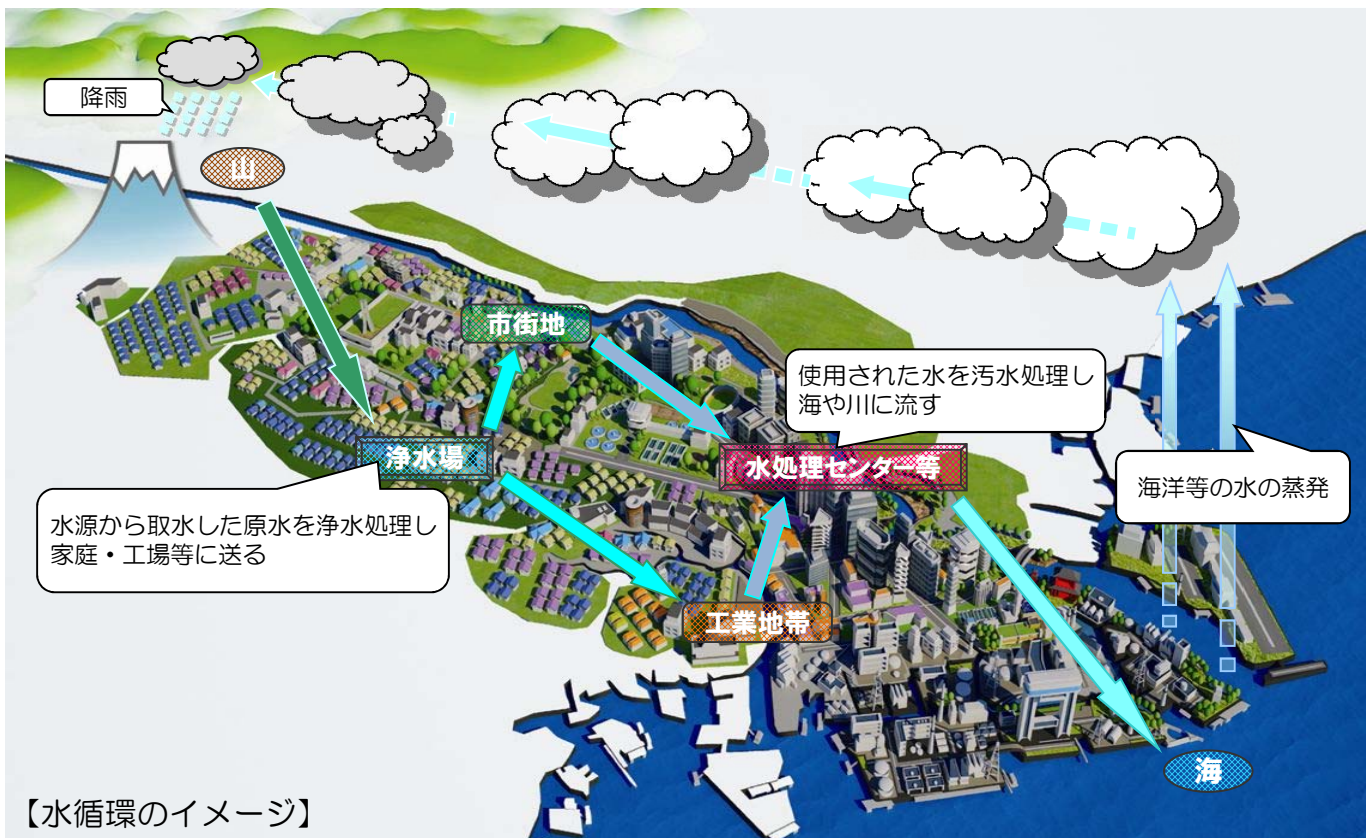 降雨
山
市街地
使用された水を汚水処理し
海や川に流す
浄水場
水処理センター等
海洋等の水の蒸発
水源から取水した原水を浄水処理し
家庭・工場等に送る
工業地帯
海
【水循環のイメージ】